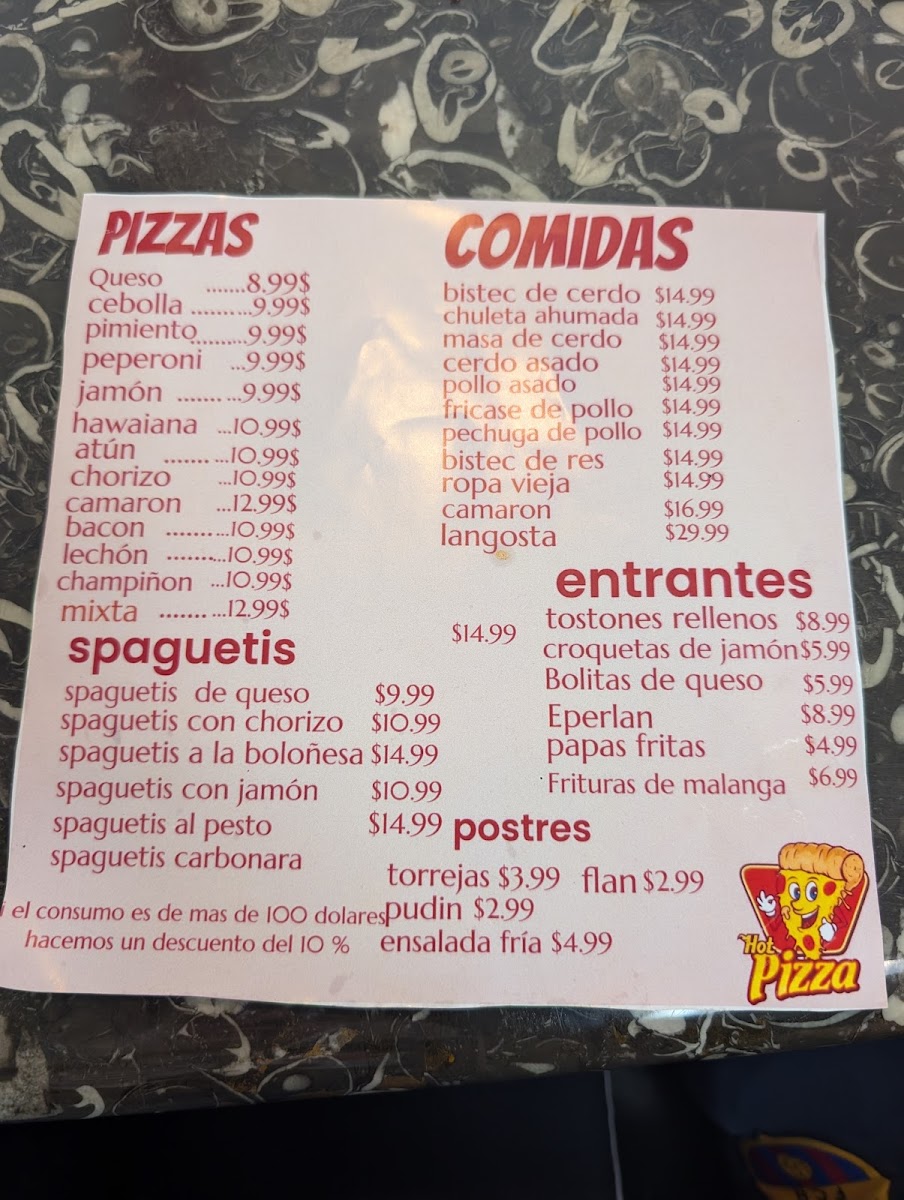 PIZZAS
Queso .......8.99$
cebolla ..........9.99$
pimiento..........9.99$
peperoni ...9.99$
jamón ..........9.99$
hawaiana ...10.99$
atún ..........10.99$
chorizo ...10.99$
camaron ...12.99$
bacon ..........10.99$
lechón ..........10.99$
champiñon ...10.99$
mixta ..........12.99$
spaguetis
spaguetis de queso $9.99
spaguetis con chorizo $10.99
spaguetis a la boloñesa $14.99
spaguetis con jamón $10.99
spaguetis al pesto $14.99
spaguetis carbonara
$14.99
el consumo es de mas de 100 dolares
hacemos un descuento del 10 %
COMIDAS
bistec de cerdo $14.99
chuleta ahumada $14.99
masa de cerdo $14.99
cerdo asado $14.99
pollo asado $14.99
fricase de pollo $14.99
pechuga de pollo $14.99
bistec de res $14.99
ropa vieja $14.99
camaron $16.99
langosta $29.99
entrantes
tostones rellenos $8.99
croquetas de jamón $5.99
Bolitas de queso $5.99
Eperlan $8.99
papas fritas $4.99
Frituras de malanga $6.99
postres
torrejas $3.99 flan $2.99
pudin $2.99
ensalada fría $4.99
Hot
Pizza